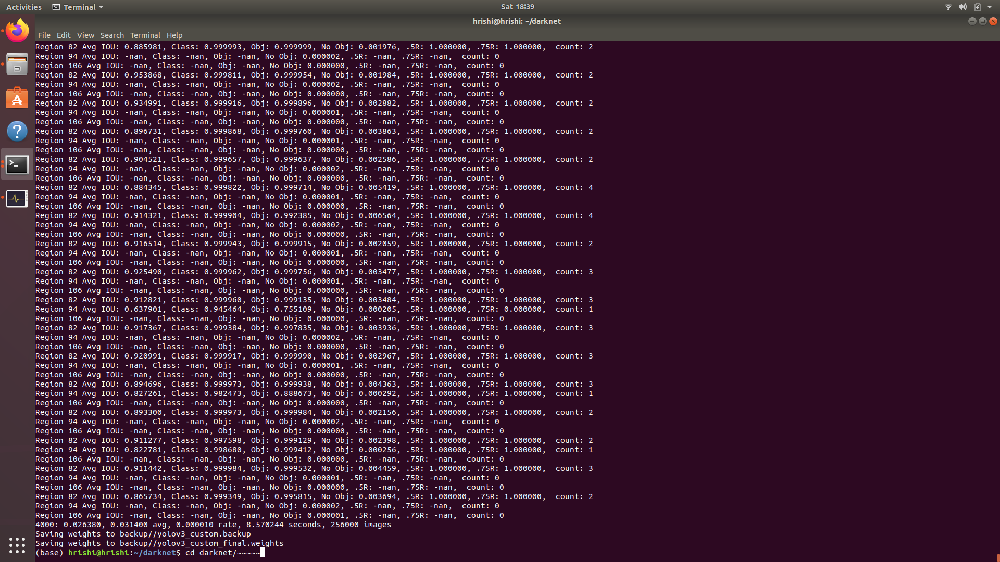 Activities
Terminal
Sat 18:39
hrishi@hrishi: ~/darknet
File Edit View Search Terminal Help
Region 82 Avg IOU: 0.885981, Class: 0.999993, Obj: 0.999999, No Obj: 0.001976, .5R: 1.000000, .75R: 1.000000,  count: 2
Region 94 Avg IOU: -nan, Class: -nan, Obj: -nan, No Obj: 0.000002, .5R: -nan, .75R: -nan,  count: 0
Region 106 Avg IOU: -nan, Class: -nan, Obj: -nan, No Obj: 0.000000, .5R: -nan, .75R: -nan,  count: 0
Region 82 Avg IOU: 0.953868, Class: 0.999811, Obj: 0.999954, No Obj: 0.001984, .5R: 1.000000, .75R: 1.000000,  count: 2
Region 94 Avg IOU: -nan, Class: -nan, Obj: -nan, No Obj: 0.000002, .5R: -nan, .75R: -nan,  count: 0
Region 106 Avg IOU: -nan, Class: -nan, Obj: -nan, No Obj: 0.000000, .5R: -nan, .75R: -nan,  count: 0
Region 82 Avg IOU: 0.934991, Class: 0.999916, Obj: 0.999896, No Obj: 0.002882, .5R: 1.000000, .75R: 1.000000,  count: 2
Region 94 Avg IOU: -nan, Class: -nan, Obj: -nan, No Obj: 0.000001, .5R: -nan, .75R: -nan,  count: 0
Region 106 Avg IOU: -nan, Class: -nan, Obj: -nan, No Obj: 0.000000, .5R: -nan, .75R: -nan,  count: 0
Region 82 Avg IOU: 0.896731, Class: 0.999868, Obj: 0.999760, No Obj: 0.003863, .5R: 1.000000, .75R: 1.000000,  count: 2
Region 94 Avg IOU: -nan, Class: -nan, Obj: -nan, No Obj: 0.000001, .5R: -nan, .75R: -nan,  count: 0
Region 106 Avg IOU: -nan, Class: -nan, Obj: -nan, No Obj: 0.000000, .5R: -nan, .75R: -nan,  count: 0
Region 82 Avg IOU: 0.904521, Class: 0.999657, Obj: 0.999637, No Obj: 0.002586, .5R: 1.000000, .75R: 1.000000,  count: 2
Region 94 Avg IOU: -nan, Class: -nan, Obj: -nan, No Obj: 0.000002, .5R: -nan, .75R: -nan,  count: 0
Region 106 Avg IOU: -nan, Class: -nan, Obj: -nan, No Obj: 0.000000, .5R: -nan, .75R: -nan,  count: 0
Region 82 Avg IOU: 0.884345, Class: 0.999822, Obj: 0.999714, No Obj: 0.005419, .5R: 1.000000, .75R: 1.000000,  count: 4
Region 94 Avg IOU: -nan, Class: -nan, Obj: -nan, No Obj: 0.000001, .5R: -nan, .75R: -nan,  count: 0
Region 106 Avg IOU: -nan, Class: -nan, Obj: -nan, No Obj: 0.000000, .5R: -nan, .75R: -nan,  count: 0
Region 82 Avg IOU: 0.914321, Class: 0.999904, Obj: 0.992385, No Obj: 0.006564, .5R: 1.000000, .75R: 1.000000,  count: 4
Region 94 Avg IOU: -nan, Class: -nan, Obj: -nan, No Obj: 0.000002, .5R: -nan, .75R: -nan,  count: 0
Region 106 Avg IOU: -nan, Class: -nan, Obj: -nan, No Obj: 0.000000, .5R: -nan, .75R: -nan,  count: 0
Region 82 Avg IOU: 0.916514, Class: 0.999943, Obj: 0.999915, No Obj: 0.002059, .5R: 1.000000, .75R: 1.000000,  count: 2
Region 94 Avg IOU: -nan, Class: -nan, Obj: -nan, No Obj: 0.000001, .5R: -nan, .75R: -nan,  count: 0
Region 106 Avg IOU: -nan, Class: -nan, Obj: -nan, No Obj: 0.000000, .5R: -nan, .75R: -nan,  count: 0
Region 82 Avg IOU: 0.925490, Class: 0.999962, Obj: 0.999756, No Obj: 0.003477, .5R: 1.000000, .75R: 1.000000,  count: 3
Region 94 Avg IOU: -nan, Class: -nan, Obj: -nan, No Obj: 0.000001, .5R: -nan, .75R: -nan,  count: 0
Region 106 Avg IOU: -nan, Class: -nan, Obj: -nan, No Obj: 0.000000, .5R: -nan, .75R: -nan,  count: 0
Region 82 Avg IOU: 0.912821, Class: 0.999960, Obj: 0.999135, No Obj: 0.003484, .5R: 1.000000, .75R: 1.000000,  count: 3
Region 94 Avg IOU: 0.637901, Class: 0.945464, Obj: 0.755109, No Obj: 0.000205, .5R: 1.000000, .75R: 0.000000,  count: 1
Region 106 Avg IOU: -nan, Class: -nan, Obj: -nan, No Obj: 0.000000, .5R: -nan, .75R: -nan,  count: 0
Region 82 Avg IOU: 0.917367, Class: 0.999384, Obj: 0.997835, No Obj: 0.003936, .5R: 1.000000, .75R: 1.000000,  count: 3
Region 94 Avg IOU: -nan, Class: -nan, Obj: -nan, No Obj: 0.000002, .5R: -nan, .75R: -nan,  count: 0
Region 106 Avg IOU: -nan, Class: -nan, Obj: -nan, No Obj: 0.000000, .5R: -nan, .75R: -nan,  count: 0
Region 82 Avg IOU: 0.920991, Class: 0.999917, Obj: 0.999990, No Obj: 0.002967, .5R: 1.000000, .75R: 1.000000,  count: 3
Region 94 Avg IOU: -nan, Class: -nan, Obj: -nan, No Obj: 0.000001, .5R: -nan, .75R: -nan,  count: 0
Region 106 Avg IOU: -nan, Class: -nan, Obj: -nan, No Obj: 0.000000, .5R: -nan, .75R: -nan,  count: 0
Region 82 Avg IOU: 0.894696, Class: 0.999973, Obj: 0.999938, No Obj: 0.004363, .5R: 1.000000, .75R: 1.000000,  count: 3
Region 94 Avg IOU: 0.827261, Class: 0.982473, Obj: 0.888673, No Obj: 0.000292, .5R: 1.000000, .75R: 1.000000,  count: 1
Region 106 Avg IOU: -nan, Class: -nan, Obj: -nan, No Obj: 0.000000, .5R: -nan, .75R: -nan,  count: 0
Region 82 Avg IOU: 0.893300, Class: 0.999973, Obj: 0.999984, No Obj: 0.002156, .5R: 1.000000, .75R: 1.000000,  count: 2
Region 94 Avg IOU: -nan, Class: -nan, Obj: -nan, No Obj: 0.000002, .5R: -nan, .75R: -nan,  count: 0
Region 106 Avg IOU: -nan, Class: -nan, Obj: -nan, No Obj: 0.000000, .5R: -nan, .75R: -nan,  count: 0
Region 82 Avg IOU: 0.911277, Class: 0.997598, Obj: 0.999129, No Obj: 0.002398, .5R: 1.000000, .75R: 1.000000,  count: 2
Region 94 Avg IOU: 0.822781, Class: 0.998680, Obj: 0.999412, No Obj: 0.000256, .5R: 1.000000, .75R: 1.000000,  count: 1
Region 106 Avg IOU: -nan, Class: -nan, Obj: -nan, No Obj: 0.000000, .5R: -nan, .75R: -nan,  count: 0
Region 82 Avg IOU: 0.911442, Class: 0.999984, Obj: 0.999532, No Obj: 0.004459, .5R: 1.000000, .75R: 1.000000,  count: 3
Region 94 Avg IOU: -nan, Class: -nan, Obj: -nan, No Obj: 0.000001, .5R: -nan, .75R: -nan,  count: 0
Region 106 Avg IOU: -nan, Class: -nan, Obj: -nan, No Obj: 0.000000, .5R: -nan, .75R: -nan,  count: 0
Region 82 Avg IOU: 0.865734, Class: 0.999349, Obj: 0.995815, No Obj: 0.003694, .5R: 1.000000, .75R: 1.000000,  count: 2
Region 94 Avg IOU: -nan, Class: -nan, Obj: -nan, No Obj: 0.000002, .5R: -nan, .75R: -nan,  count: 0
Region 106 Avg IOU: -nan, Class: -nan, Obj: -nan, No Obj: 0.000001, .5R: -nan, .75R: -nan,  count: 0
4000: 0.026380, 0.031400 avg, 0.000010 rate, 8.570244 seconds, 256000 images
Saving weights to backup//yolov3_custom.backup
Saving weights to backup//yolov3_custom_final.weights
(base) hrishi@hrishi:~/darknet$ cd darknet/~~~~~